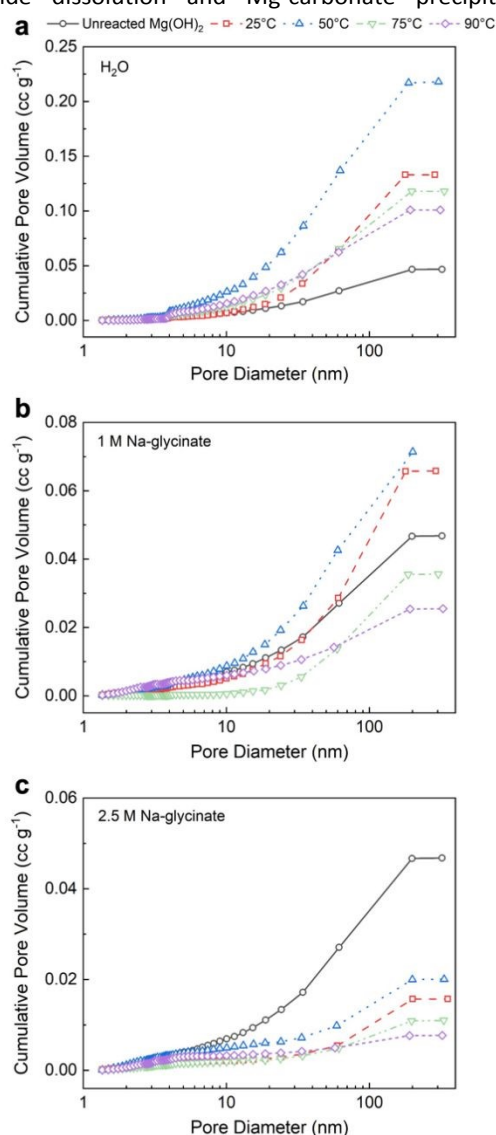 dissolution and Mg-carbonate
a
Unreacted Mg(OH)₂ 25°C 50°C 75°C 90°C
H₂O
0.25
0.20
0.15
0.10
0.05
0.00
Cumulative Pore Volume (cc g⁻¹)
1 10 100
Pore Diameter (nm)
b
1 M Na-glycinate
0.08
0.06
0.04
0.02
0.00
Cumulative Pore Volume (cc g⁻¹)
1 10 100
Pore Diameter (nm)
c
2.5 M Na-glycinate
0.06
0.04
0.02
0.00
Cumulative Pore Volume (cc g⁻¹)
1 10 100
Pore Diameter (nm)